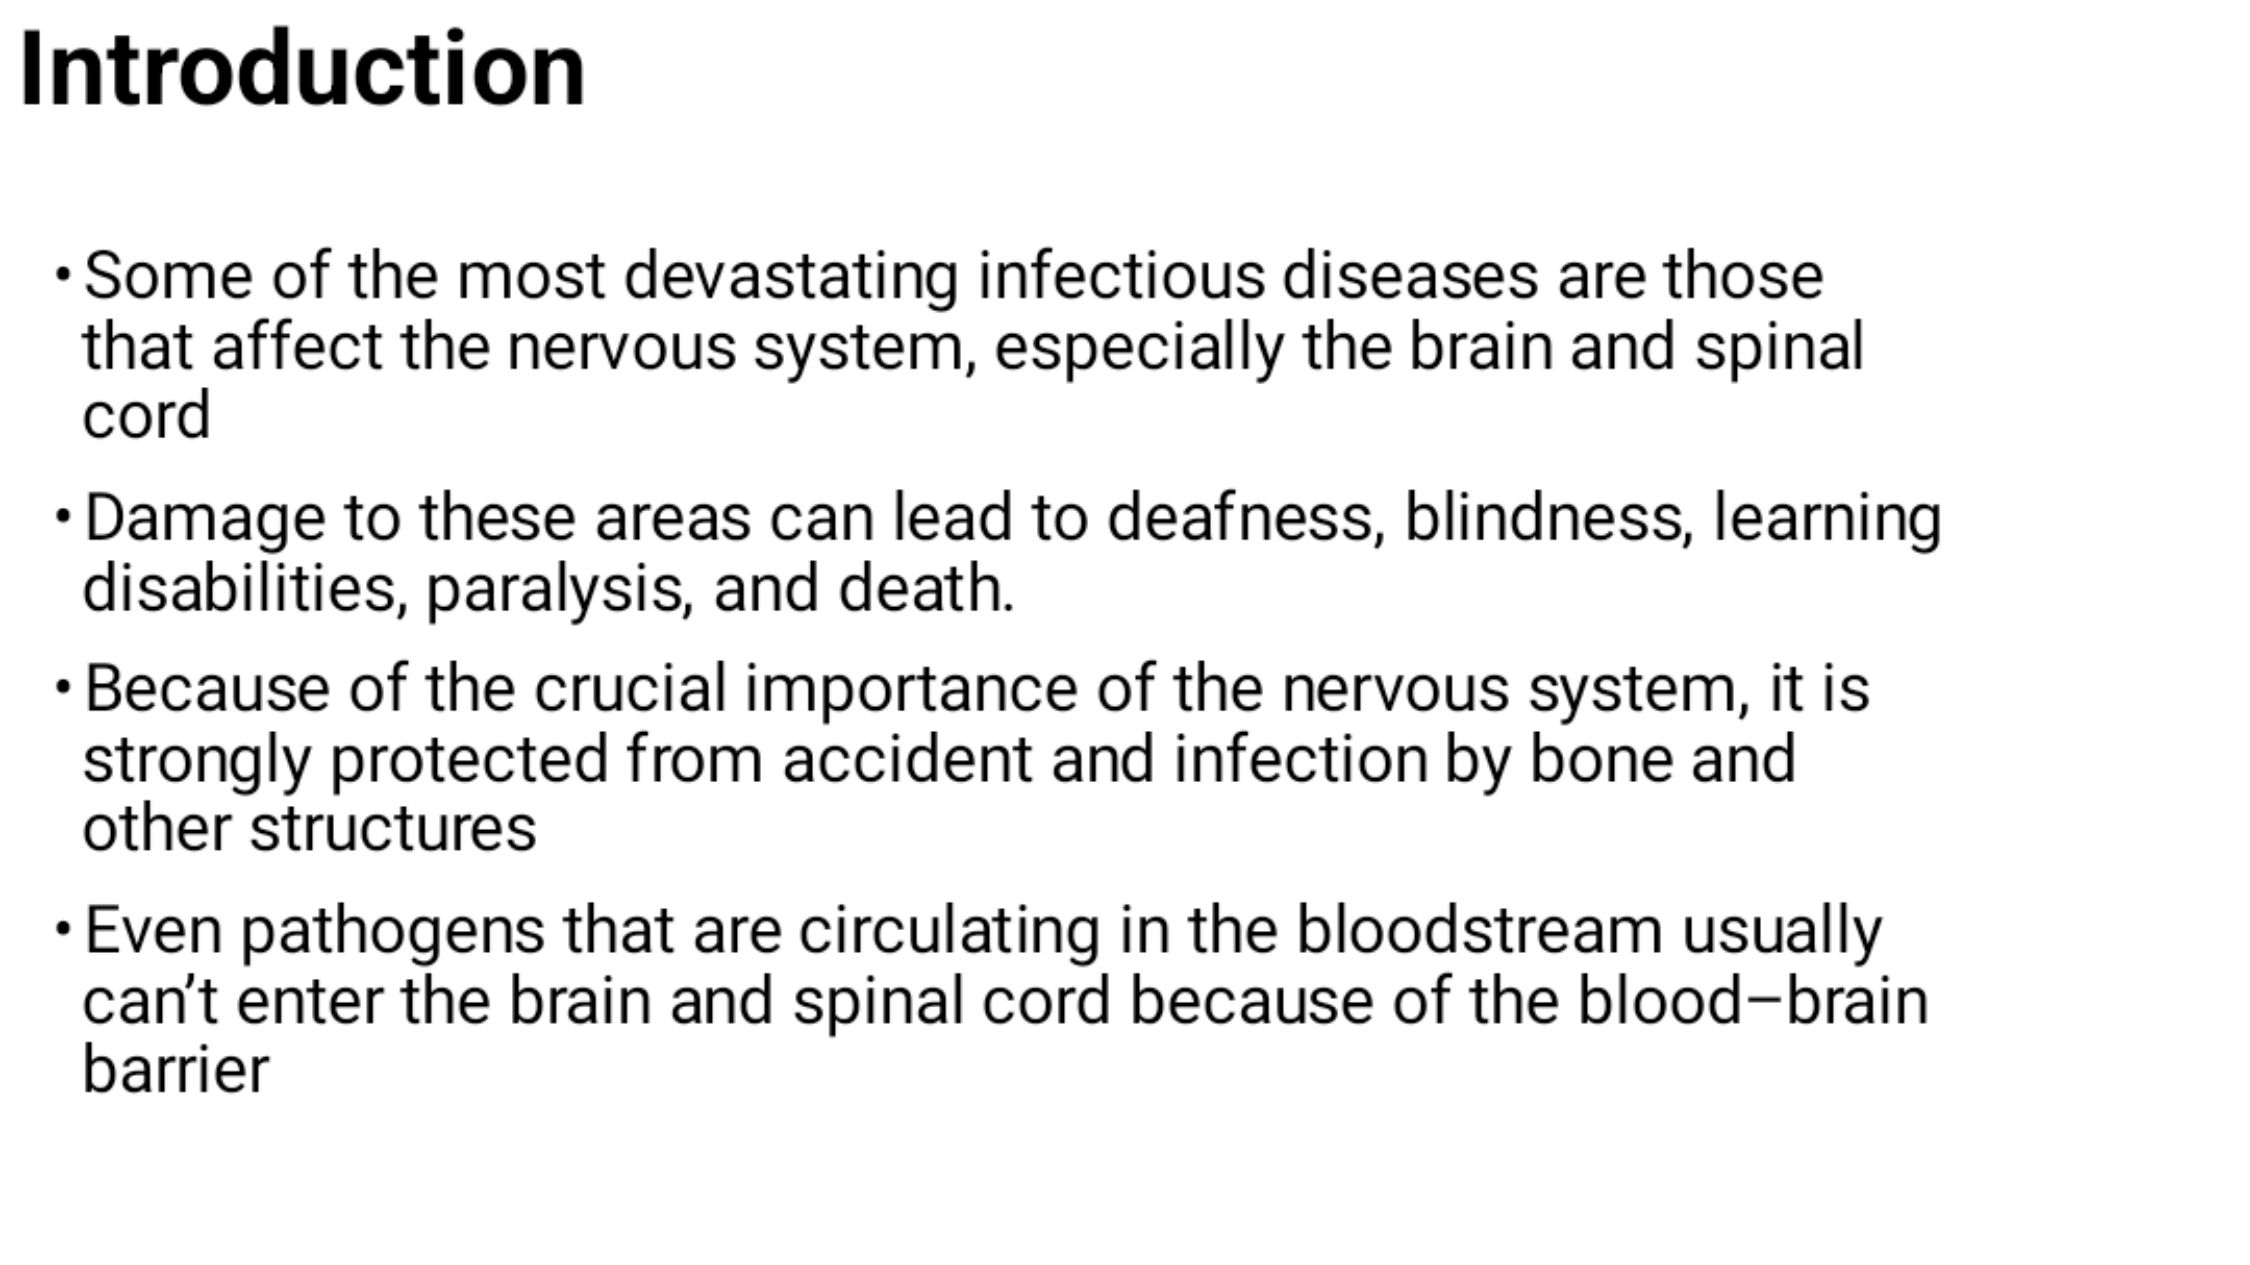 Introduction
• Some of the most devastating infectious diseases are those
that affect the nervous system, especially the brain and spinal
cord
• Damage to these areas can lead to deafness, blindness, learning
disabilities, paralysis, and death.
• Because of the crucial importance of the nervous system, it is
strongly protected from accident and infection by bone and
other structures
• Even pathogens that are circulating in the bloodstream usually
can’t enter the brain and spinal cord because of the blood–brain
barrier